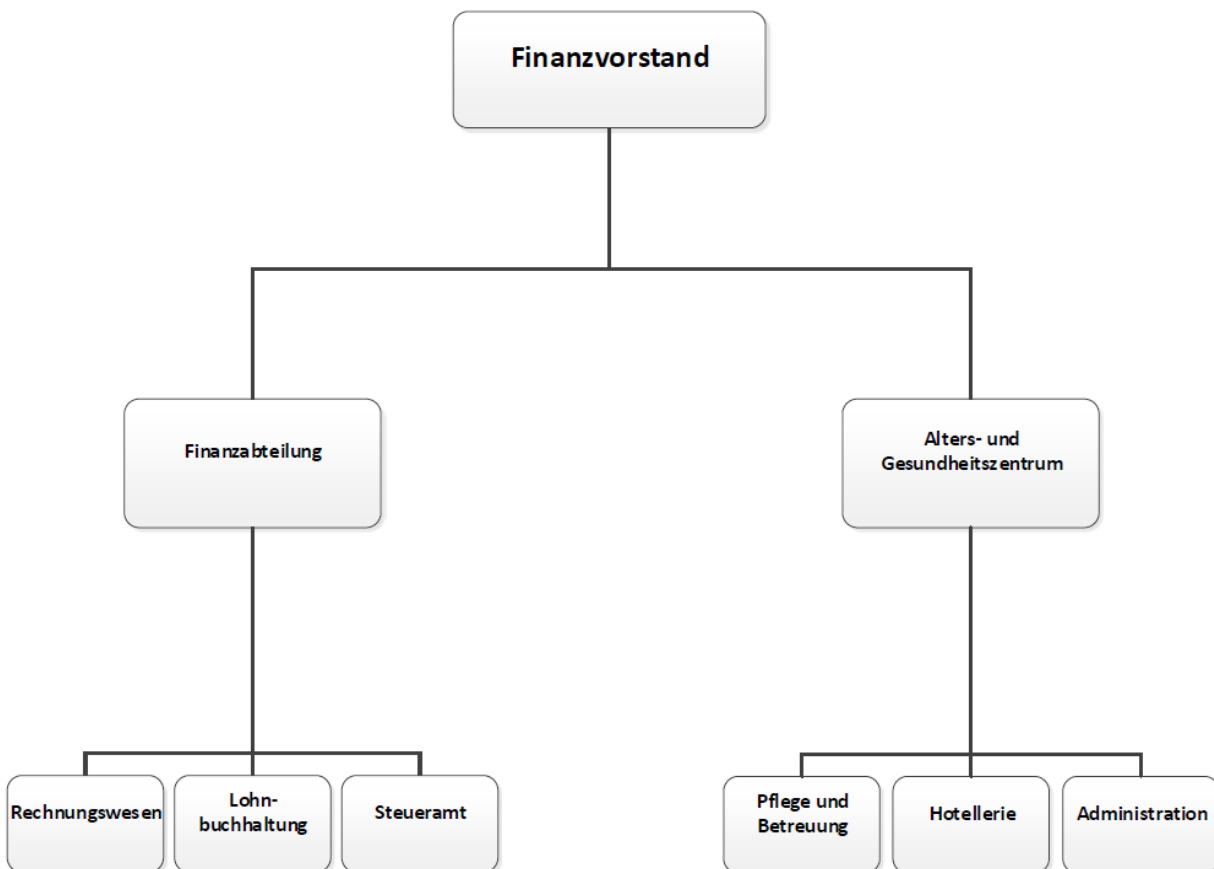 Finanzvorstand
Finanzabteilung
Alters- und
Gesundheitszentrum
Rechnungswesen
Lohn-
buchhaltung
Steueramt
Pflege und
Betreuung
Hotellerie
Administration